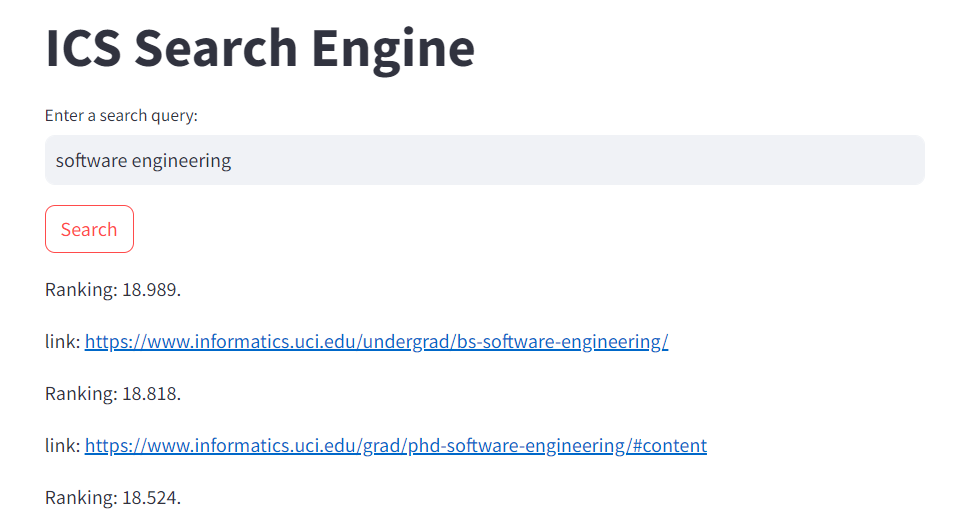 ICS Search Engine
Enter a search query:
software engineering
Search
Ranking: 18.989.
link: https://www.informatics.uci.edu/undergrad/bs-software-engineering/
Ranking: 18.818.
link: https://www.informatics.uci.edu/grad/phd-software-engineering/#content
Ranking: 18.524.